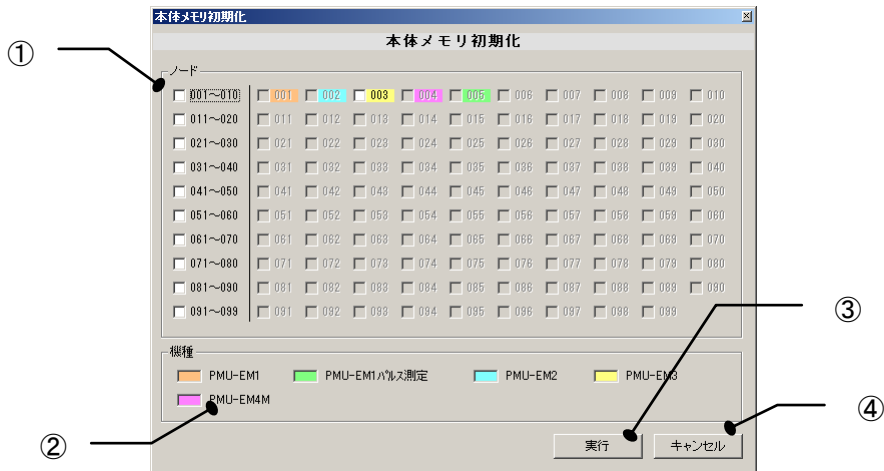 本体ﾒﾓﾘ初期化
本体メモリ初期化
①
ノード
001～010 001 002 003 004 005 006 007 008 009 010
011～020 011 012 013 014 015 016 017 018 019 020
021～030 021 022 023 024 025 026 027 028 029 030
031～040 031 032 033 034 035 036 037 038 039 040
041～050 041 042 043 044 045 046 047 048 049 050
051～060 051 052 053 054 055 056 057 058 059 060
061～070 061 062 063 064 065 066 067 068 069 070
071～080 071 072 073 074 075 076 077 078 079 080
081～090 081 082 083 084 085 086 087 088 089 090
091～099 091 092 093 094 095 096 097 098 099
③
機種
PMU-EM1 PMU-EM1ﾊﾟﾙｽ測定 PMU-EM2 PMU-EM3
PMU-EM4M
④
②
実行 キャンセル